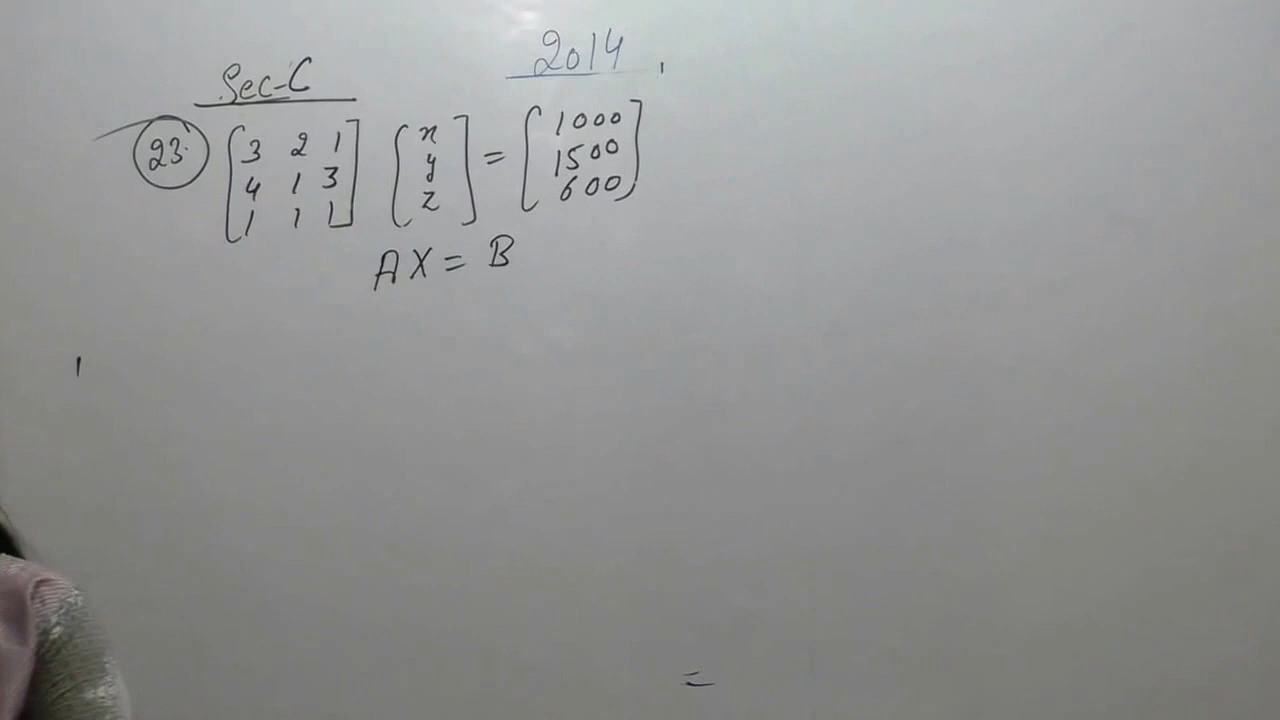 2014
Sec-C
23. [3 2 1 [x = [1000
4 1 3 y 1500
1 1 1] z] 600]
AX = B
=